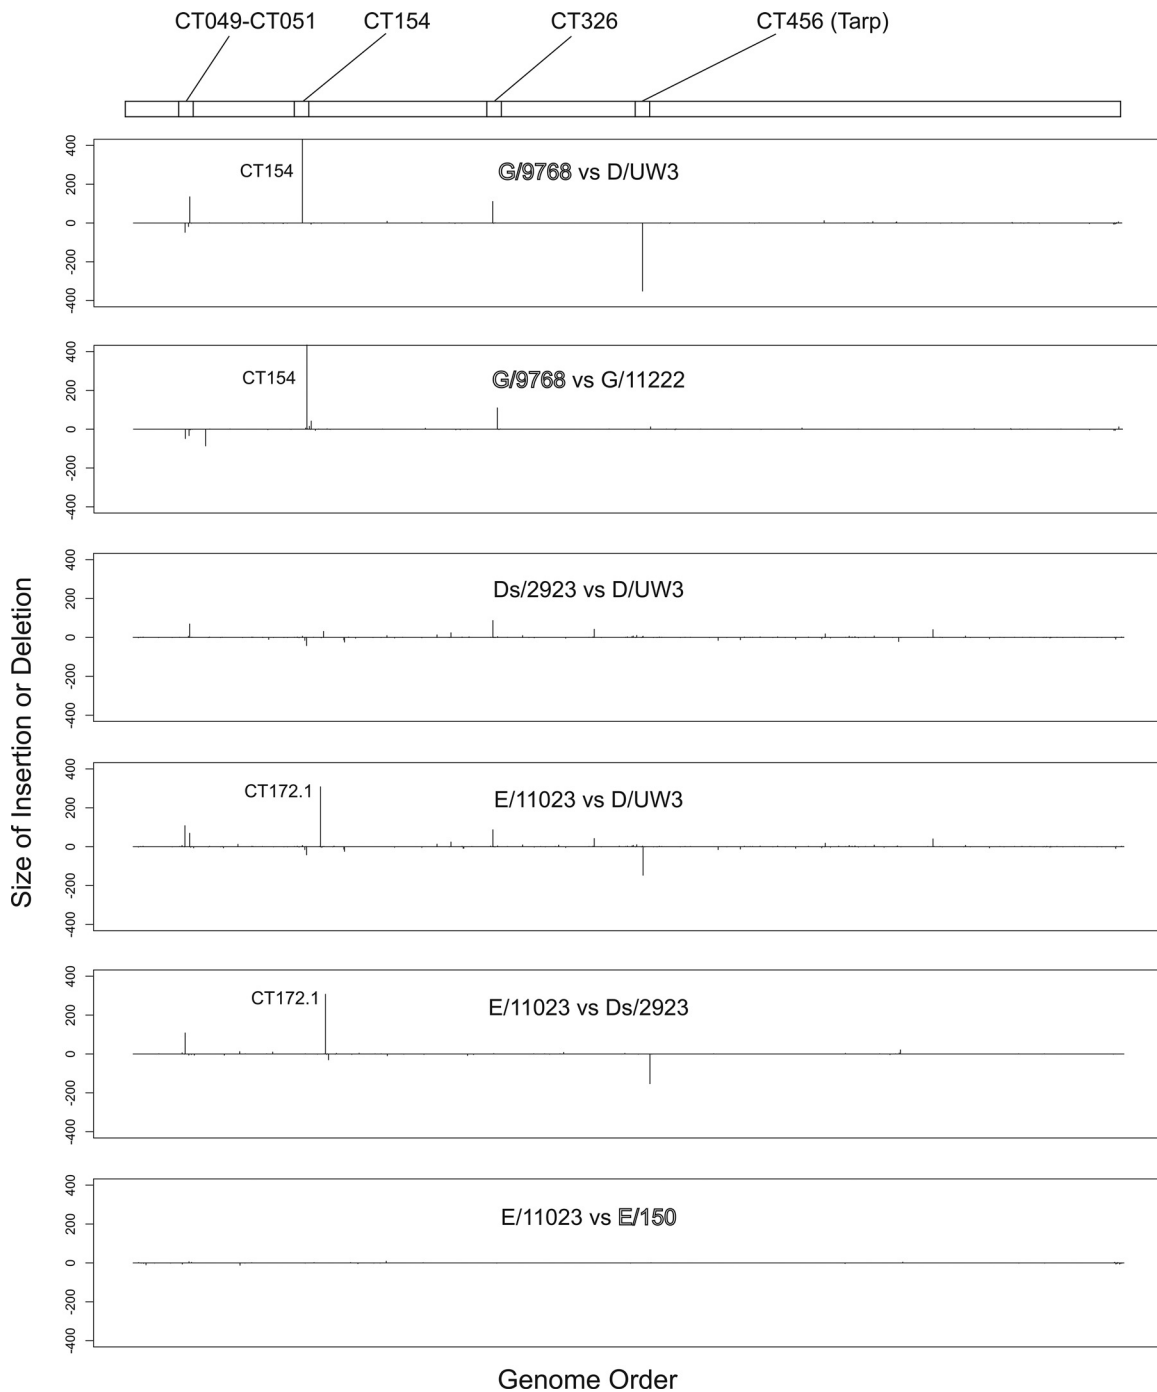 CT049-CT051 CT154 CT326 CT456 (Tarp)
400
200
0
-200
-400
CT154
G/9768 vs D/UW3
400
200
0
-200
-400
CT154
G/9768 vs G/11222
400
200
0
-200
-400
Ds/2923 vs D/UW3
Size of Insertion or Deletion
400
200
0
-200
-400
CT172.1
E/11023 vs D/UW3
400
200
0
-200
-400
CT172.1
E/11023 vs Ds/2923
400
200
0
-200
-400
E/11023 vs E/150
Genome Order